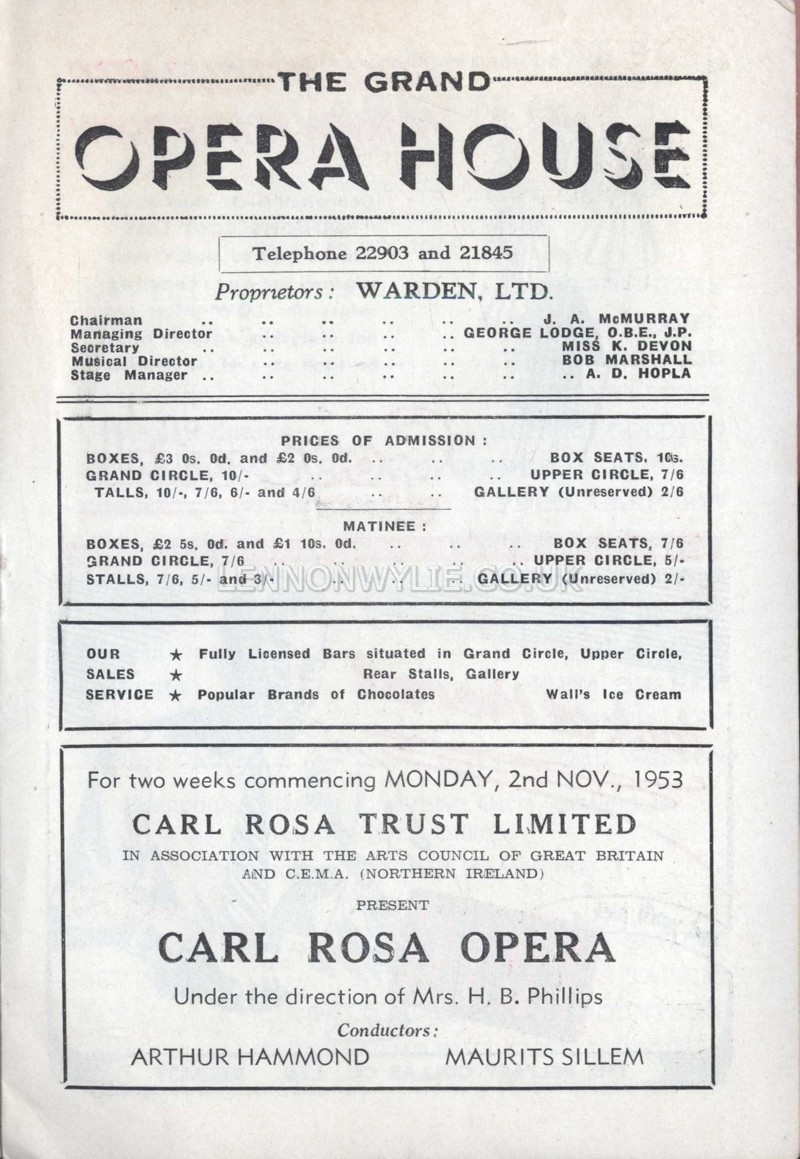 THE GRAND
OPERA HOUSE
Telephone 22903 and 21845
Proprietors : WARDEN, LTD.
Chairman .. .. .. .. .. .. J. A. McMURRAY
Managing Director .. .. .. .. .. GEORGE LODGE, O.B.E., J.P.
Secretary .. .. .. .. .. .. MISS K. DEVON
Musical Director .. .. .. .. .. BOB MARSHALL
Stage Manager .. .. .. .. .. .. .. A. D. HOPLA
PRICES OF ADMISSION :
BOXES, £3 0s. 0d. and £2 0s. 0d. .. .. .. BOX SEATS, 10s.
GRAND CIRCLE, 10/- .. .. .. .. UPPER CIRCLE, 7/6
TALLS, 10/-, 7/6, 6/- and 4/6 .. .. GALLERY (Unreserved) 2/6
MATINEE :
BOXES, £2 5s. 0d. and £1 10s. 0d. .. .. .. BOX SEATS, 7/6
GRAND CIRCLE, 7/6 .. .. .. .. .. UPPER CIRCLE, 5/-
STALLS, 7/6, 5/- and 3/- .. .. .. GALLERY (Unreserved) 2/-
LENNONWYLIE.CO.UK
OUR ★ Fully Licensed Bars situated in Grand Circle, Upper Circle,
SALES ★ Rear Stalls, Gallery
SERVICE ★ Popular Brands of Chocolates Wall's Ice Cream
For two weeks commencing MONDAY, 2nd NOV., 1953
CARL ROSA TRUST LIMITED
IN ASSOCIATION WITH THE ARTS COUNCIL OF GREAT BRITAIN
AND C.E.M.A. (NORTHERN IRELAND)
PRESENT
CARL ROSA OPERA
Under the direction of Mrs. H. B. Phillips
Conductors :
ARTHUR HAMMOND MAURITS SILLEM